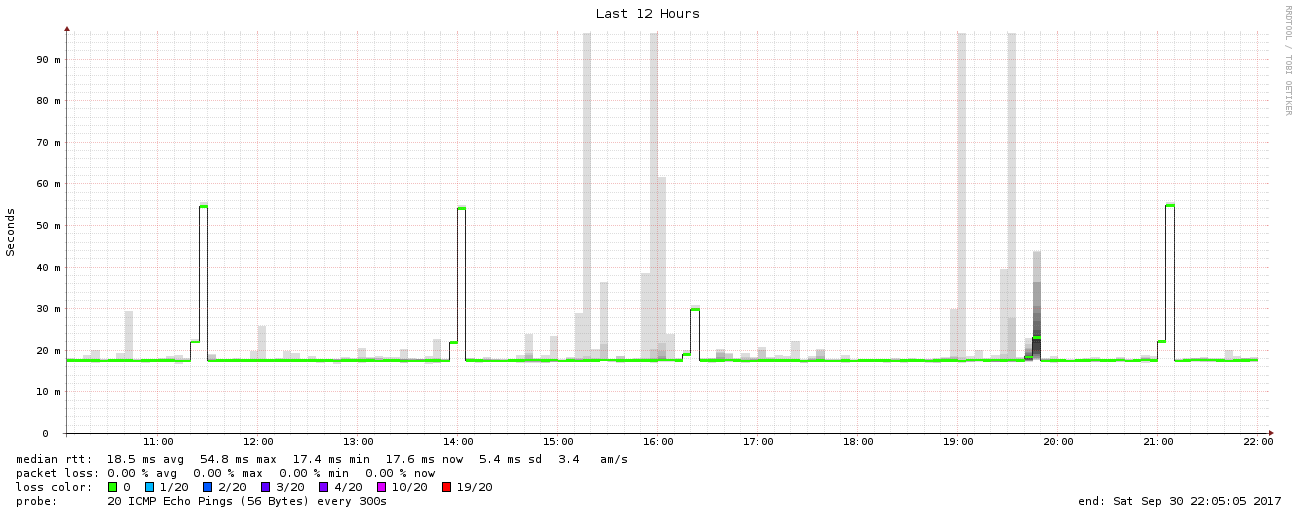 Last 12 Hours
RRDTOOL / TOBI OETIKER
Seconds
90 m
80 m
70 m
60 m
50 m
40 m
30 m
20 m
10 m
0
11:00 12:00 13:00 14:00 15:00 16:00 17:00 18:00 19:00 20:00 21:00 22:00
median rtt: 18.5 ms avg 54.8 ms max 17.4 ms min 17.6 ms now 5.4 ms sd 3.4 am/s
packet loss: 0.00 % avg 0.00 % max 0.00 % min 0.00 % now
loss color: 0 1/20 2/20 3/20 4/20 10/20 19/20
probe: 20 ICMP Echo Pings (56 Bytes) every 300s end: Sat Sep 30 22:05:05 2017